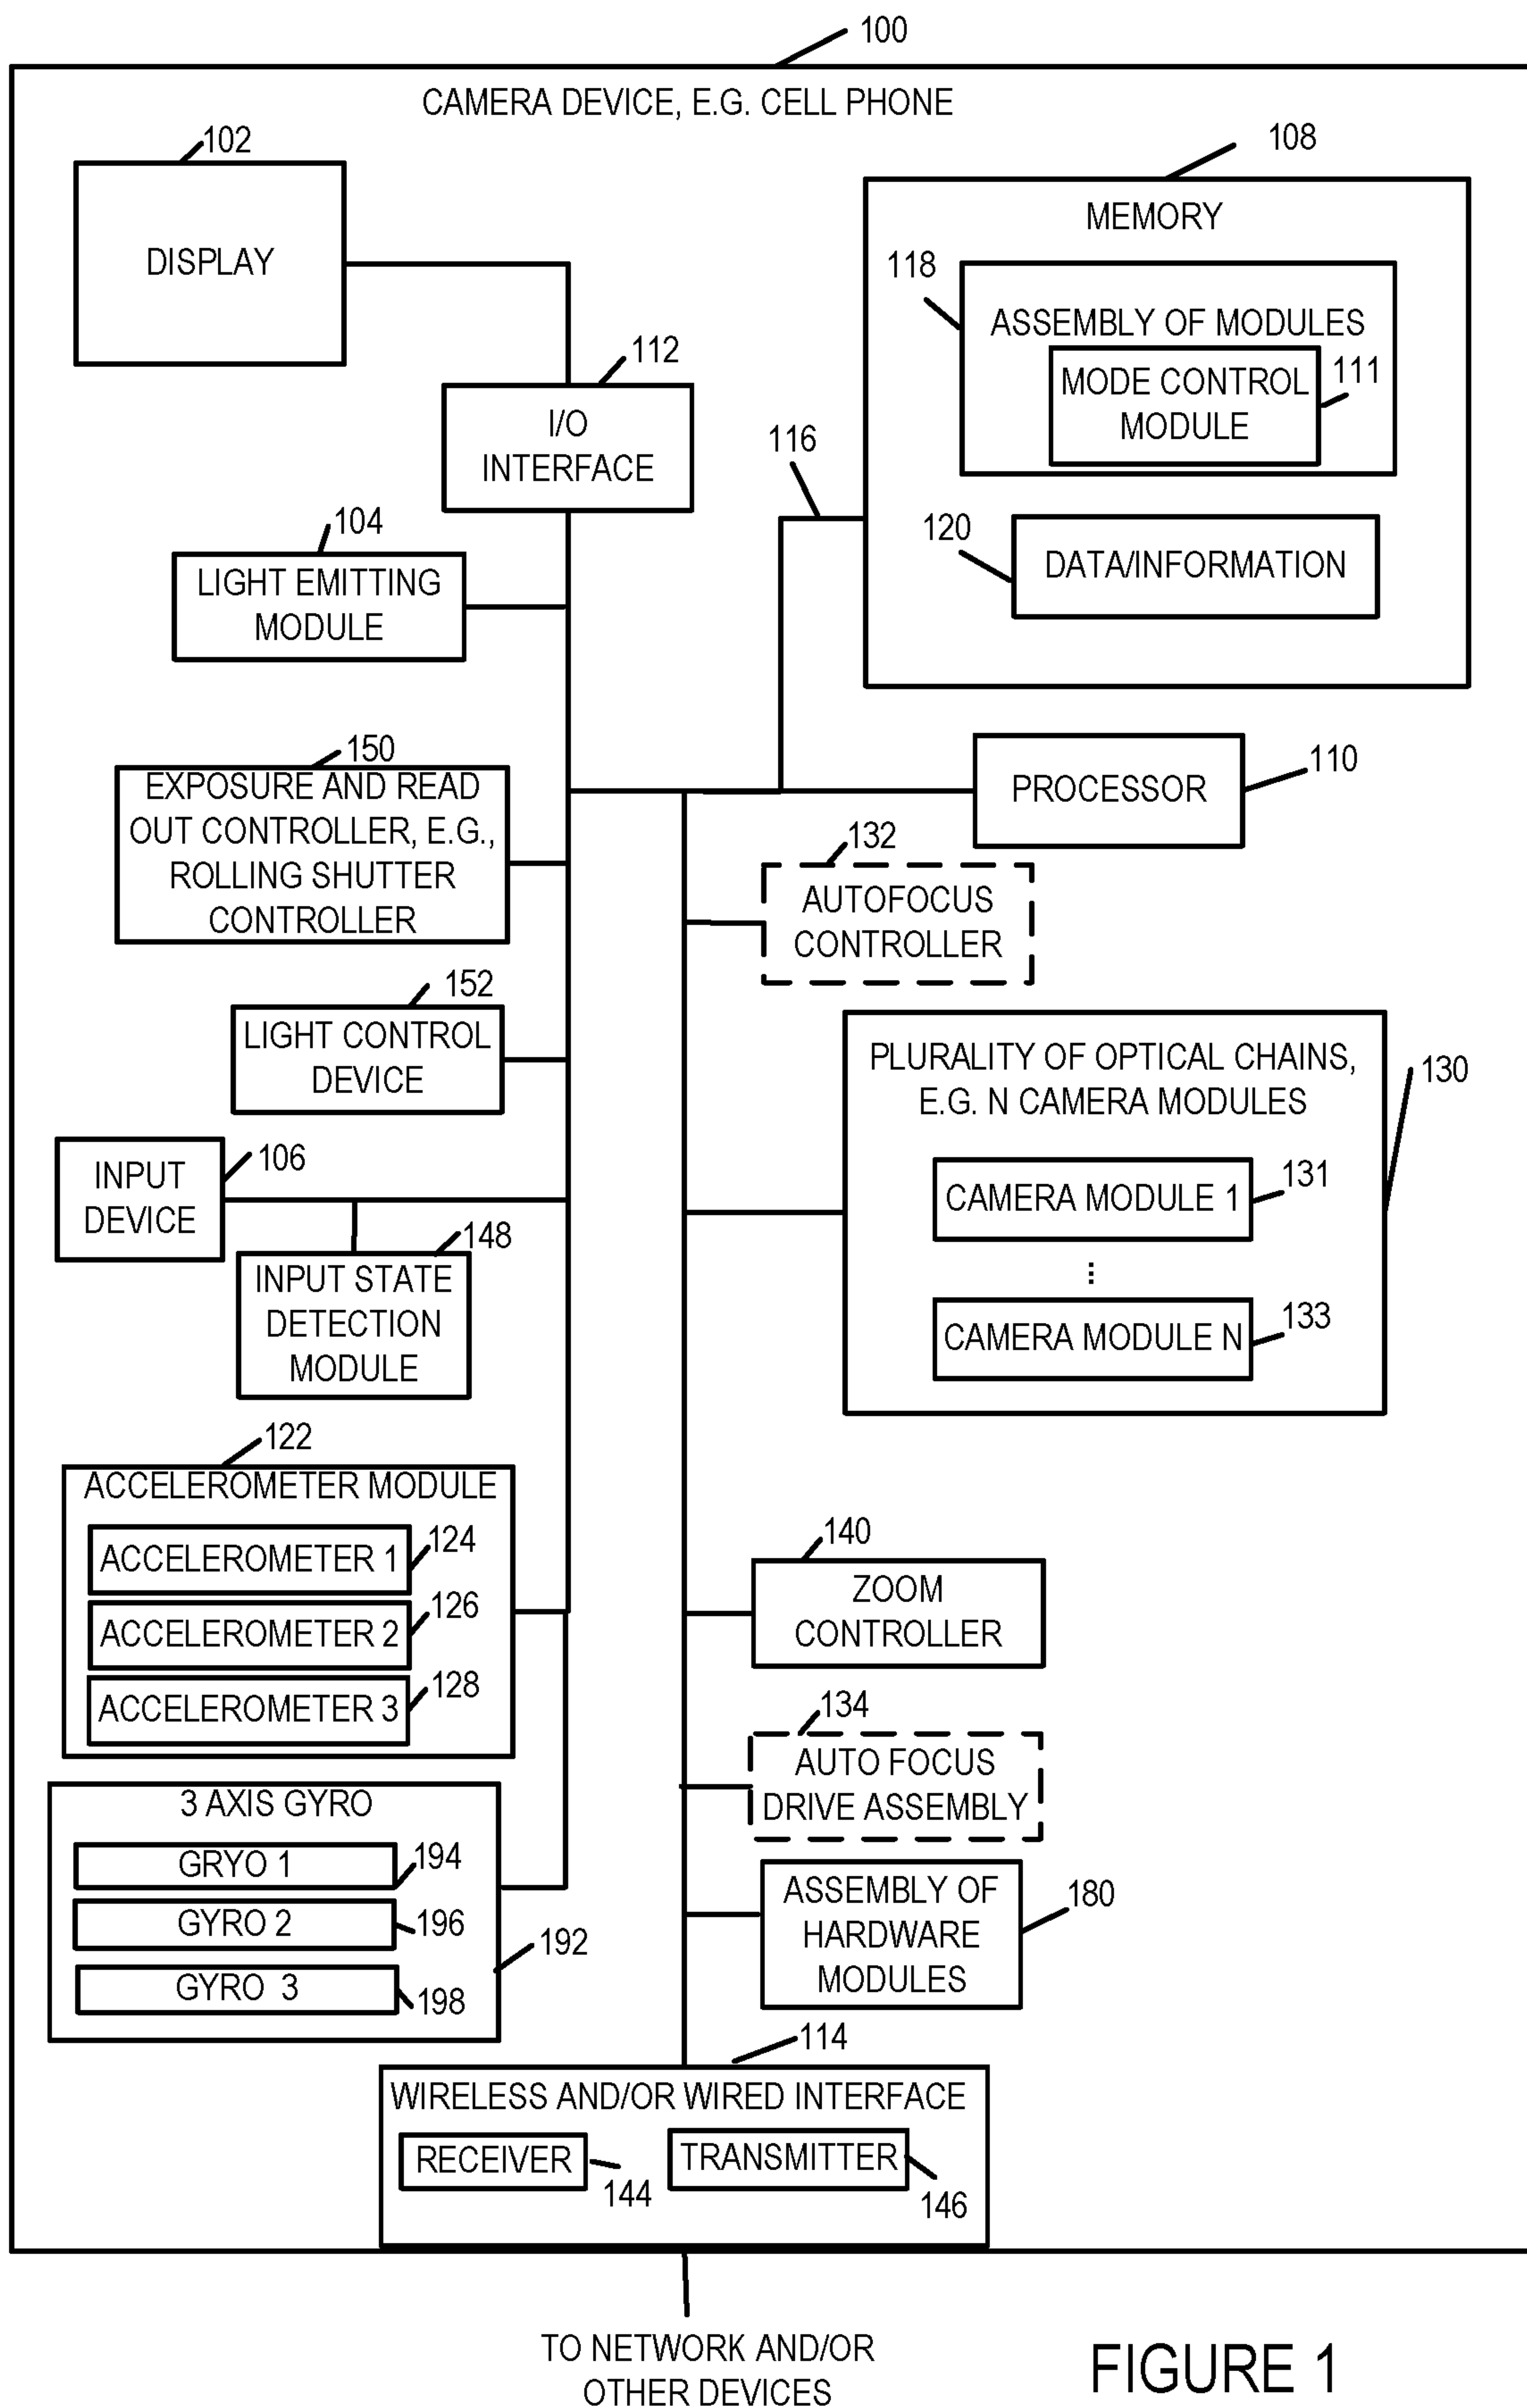 100
CAMERA DEVICE, E.G. CELL PHONE
102
DISPLAY
108
MEMORY
118
ASSEMBLY OF MODULES
MODE CONTROL
MODULE
111
120
DATA/INFORMATION
112
I/O
INTERFACE
116
104
LIGHT EMITTING
MODULE
150
EXPOSURE AND READ
OUT CONTROLLER, E.G.,
ROLLING SHUTTER
CONTROLLER
PROCESSOR
110
132
AUTOFOCUS
CONTROLLER
152
LIGHT CONTROL
DEVICE
PLURALITY OF OPTICAL CHAINS,
E.G. N CAMERA MODULES
130
CAMERA MODULE 1
131
...
CAMERA MODULE N
133
INPUT
DEVICE
106
148
INPUT STATE
DETECTION
MODULE
122
ACCELEROMETER MODULE
ACCELEROMETER 1
124
ACCELEROMETER 2
126
ACCELEROMETER 3
128
140
ZOOM
CONTROLLER
134
AUTO FOCUS
DRIVE ASSEMBLY
3 AXIS GYRO
GRYO 1
194
GYRO 2
196
GYRO 3
198
192
ASSEMBLY OF
HARDWARE
MODULES
180
114
WIRELESS AND/OR WIRED INTERFACE
RECEIVER
144
TRANSMITTER
146
TO NETWORK AND/OR
OTHER DEVICES
FIGURE 1